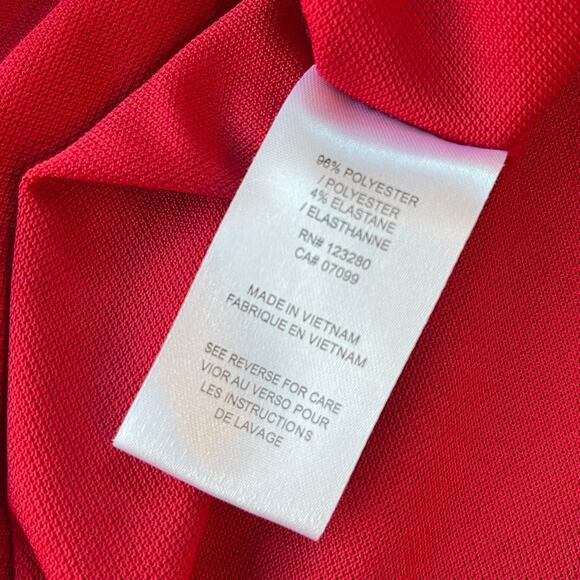 96% POLYESTER
/ POLYESTER
4% ELASTANE
/ ELASTHANNE
RN# 123280
CA# 07099
MADE IN VIETNAM
FABRIQUE EN VIETNAM
SEE REVERSE FOR CARE
VIOR AU VERSO POUR
LES INSTRUCTIONS
DE LAVAGE